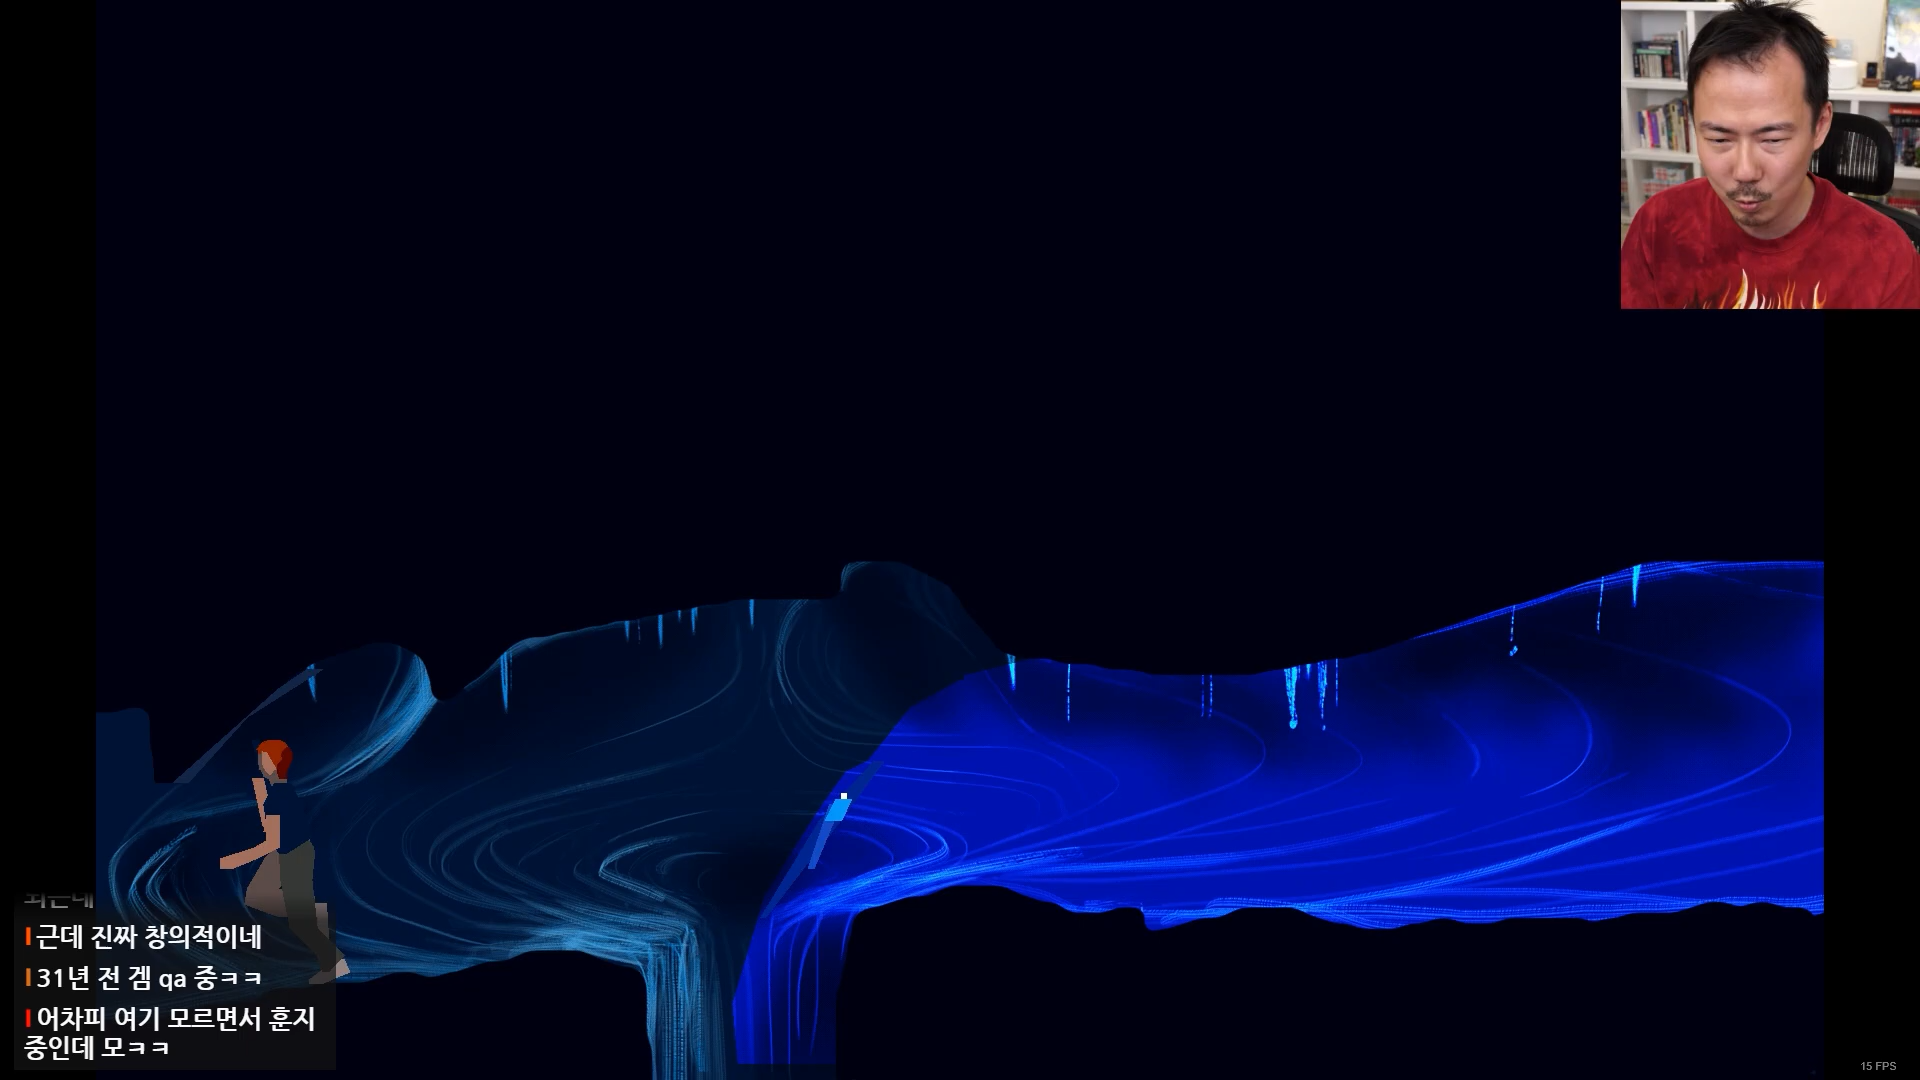 근데 진짜 창의적이네
31년 전 겜 qa 중ㅋㅋ
어차피 여기 모르면서 훈지
중인데 모ㅋㅋ
15 FPS